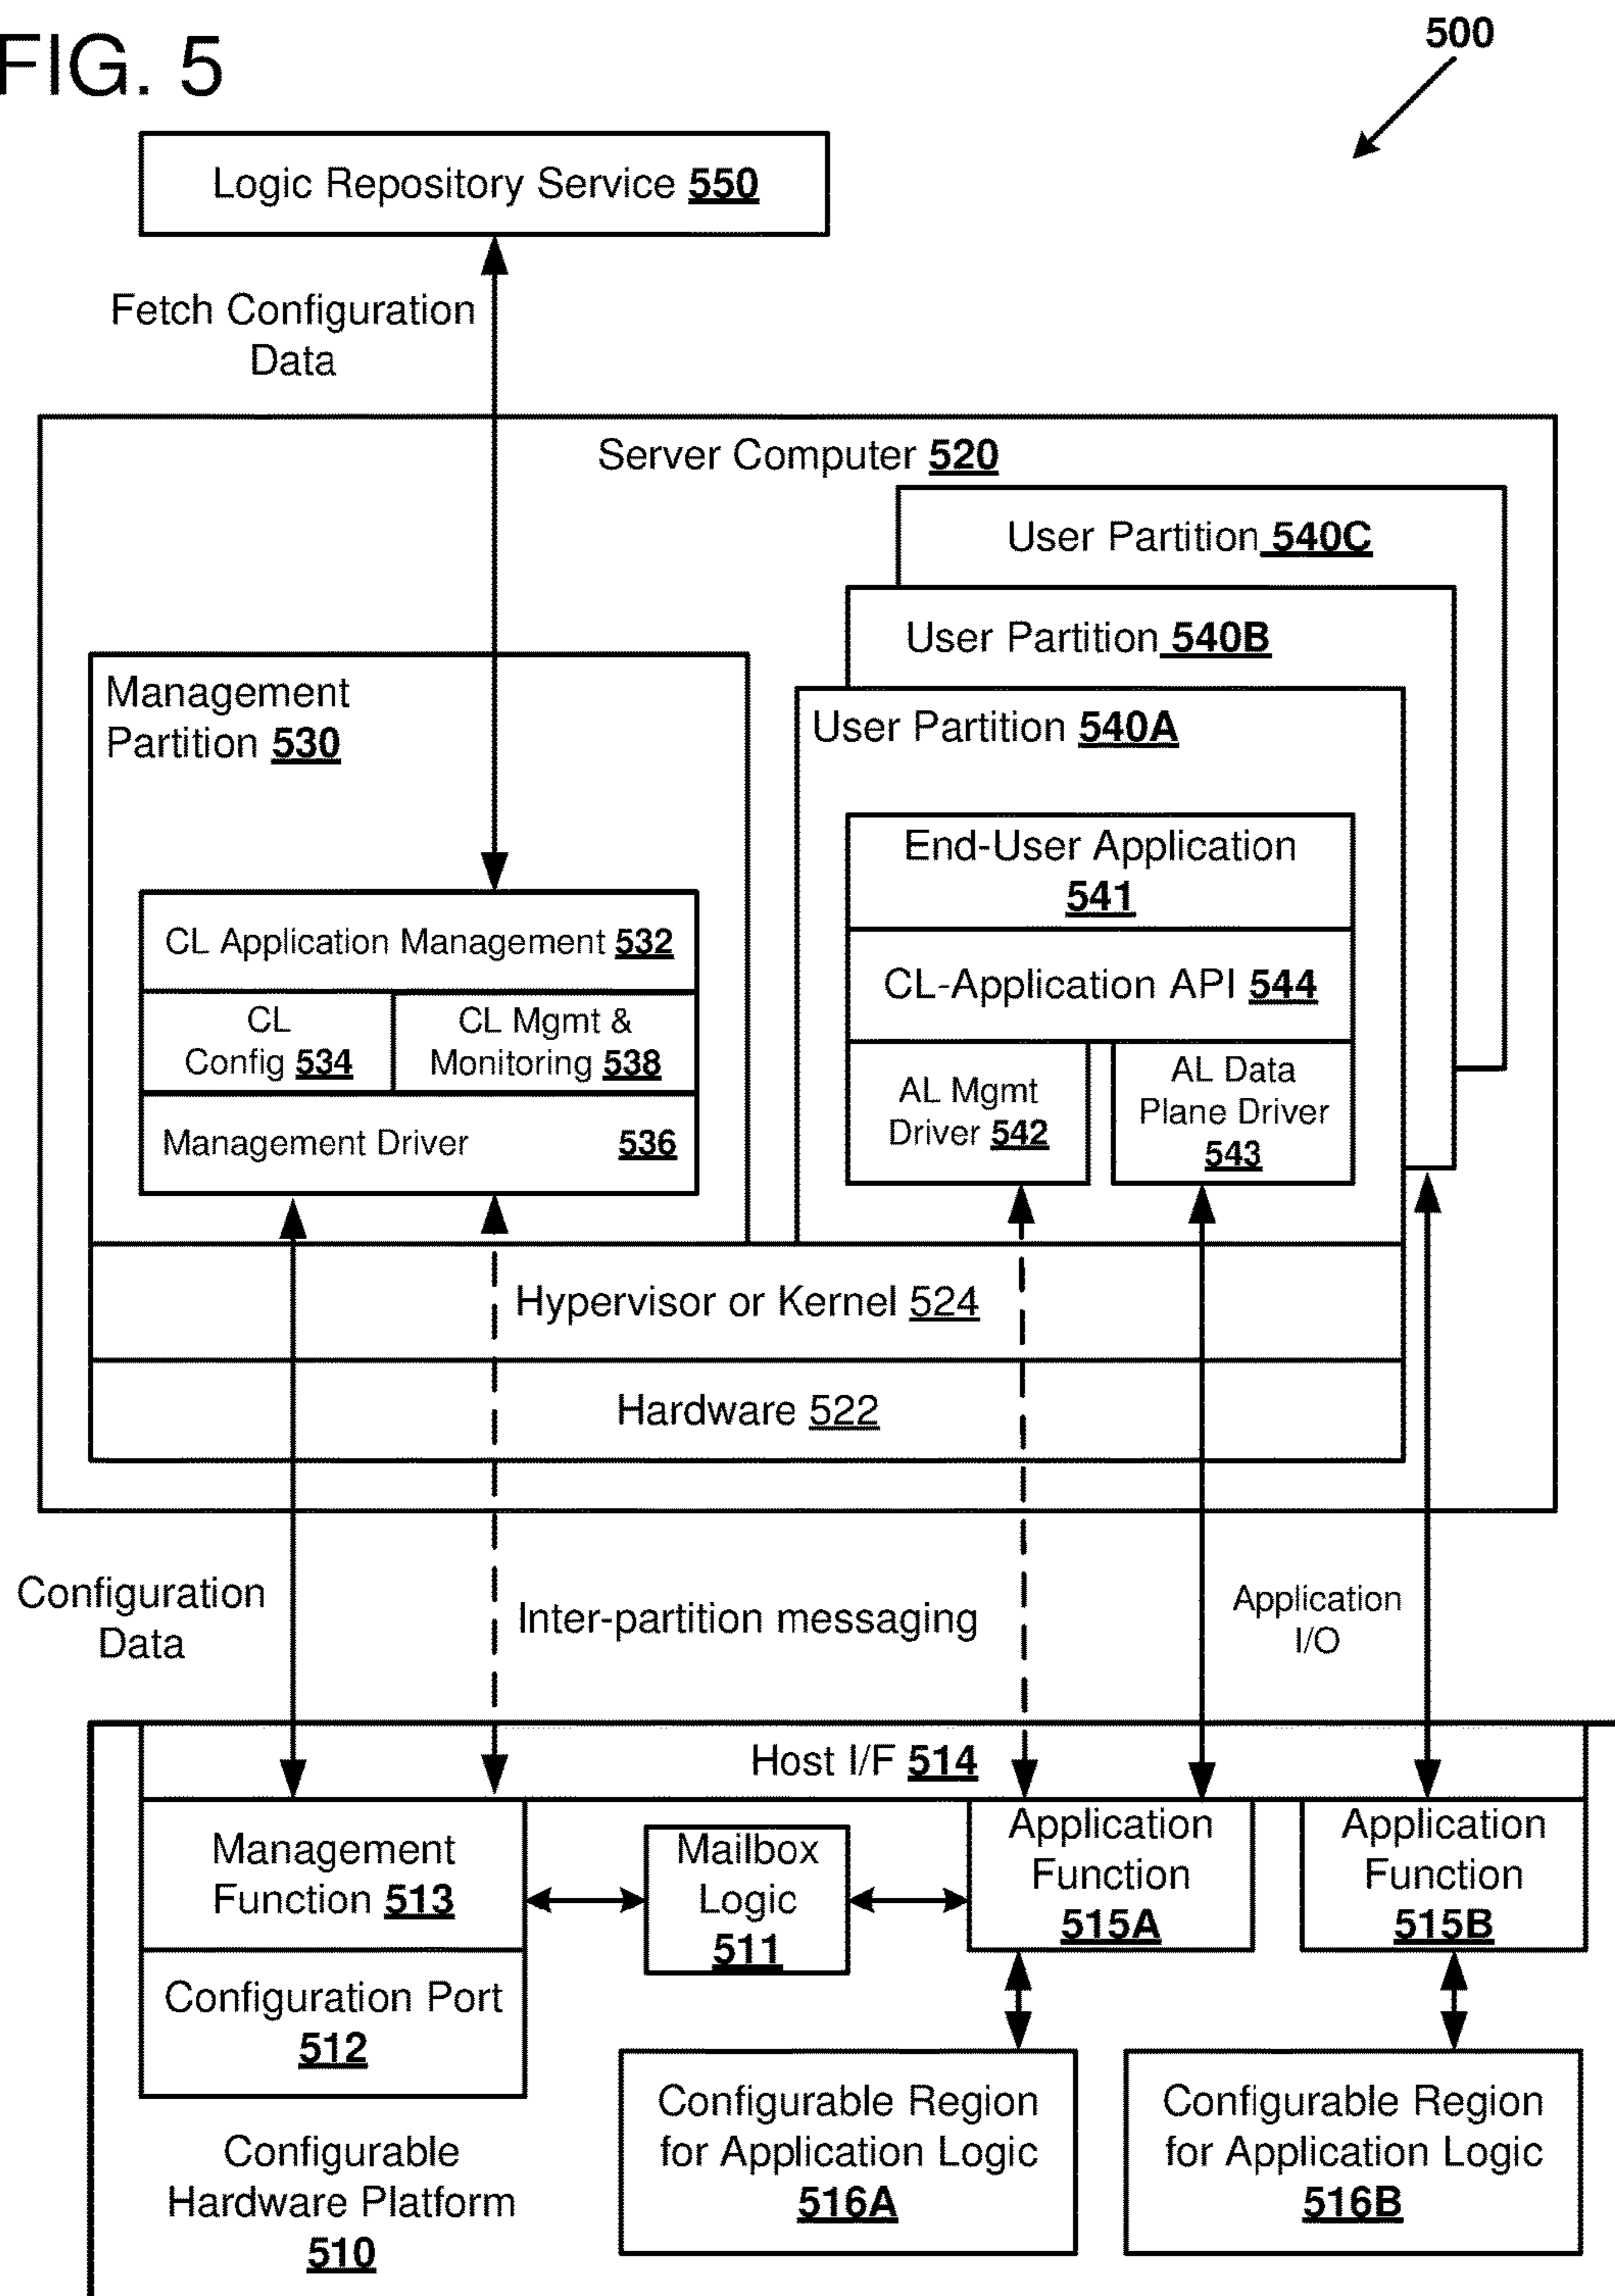 FIG. 5
500
Logic Repository Service 550
Fetch Configuration
Data
Server Computer 520
User Partition 540C
User Partition 540B
User Partition 540A
Management
Partition 530
End-User Application
541
CL-Application API 544
AL Mgmt
Driver 542
AL Data
Plane Driver
543
CL Application Management 532
CL
Config 534
CL Mgmt &
Monitoring 538
Management Driver 536
Hypervisor or Kernel 524
Hardware 522
Configuration
Data
Inter-partition messaging
Application
I/O
Host I/F 514
Management
Function 513
Mailbox
Logic
511
Application
Function
515A
Application
Function
515B
Configuration Port
512
Configurable Region
for Application Logic
516A
Configurable Region
for Application Logic
516B
Configurable
Hardware Platform
510